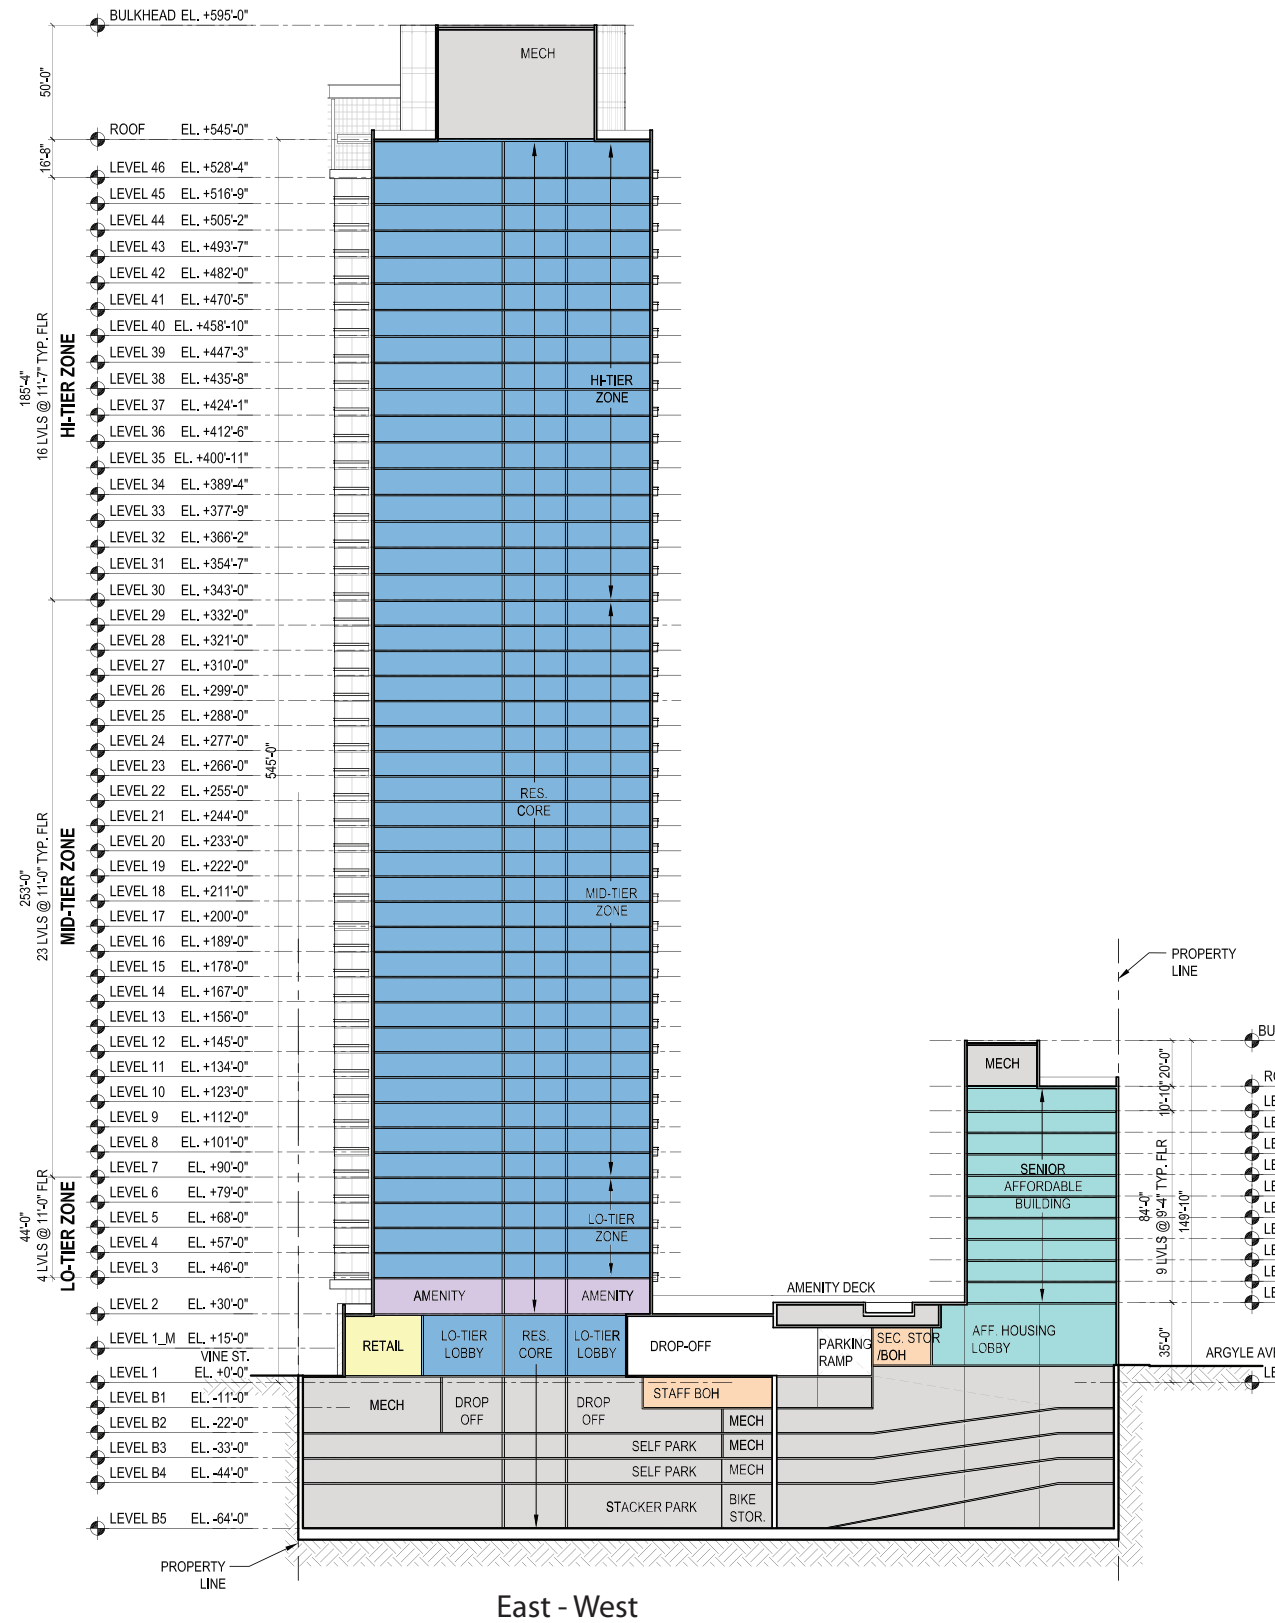 BULKHEAD EL. +595'-0"
50'-0"
MECH
ROOF EL. +545'-0"
16'-8"
LEVEL 46 EL. +528'-4"
LEVEL 45 EL. +516'-9"
LEVEL 44 EL. +505'-2"
LEVEL 43 EL. +493'-7"
LEVEL 42 EL. +482'-0"
LEVEL 41 EL. +470'-5"
LEVEL 40 EL. +458'-10"
LEVEL 39 EL. +447'-3"
LEVEL 38 EL. +435'-8"
LEVEL 37 EL. +424'-1"
LEVEL 36 EL. +412'-6"
LEVEL 35 EL. +400'-11"
LEVEL 34 EL. +389'-4"
LEVEL 33 EL. +377'-9"
LEVEL 32 EL. +366'-2"
LEVEL 31 EL. +354'-7"
LEVEL 30 EL. +343'-0"
185'-4"
16 LVLS @ 11'-7" TYP. FLR
HI-TIER ZONE
HI-TIER
ZONE
LEVEL 29 EL. +332'-0"
LEVEL 28 EL. +321'-0"
LEVEL 27 EL. +310'-0"
LEVEL 26 EL. +299'-0"
LEVEL 25 EL. +288'-0"
LEVEL 24 EL. +277'-0"
LEVEL 23 EL. +266'-0"
LEVEL 22 EL. +255'-0"
LEVEL 21 EL. +244'-0"
LEVEL 20 EL. +233'-0"
LEVEL 19 EL. +222'-0"
LEVEL 18 EL. +211'-0"
LEVEL 17 EL. +200'-0"
LEVEL 16 EL. +189'-0"
LEVEL 15 EL. +178'-0"
LEVEL 14 EL. +167'-0"
LEVEL 13 EL. +156'-0"
LEVEL 12 EL. +145'-0"
LEVEL 11 EL. +134'-0"
LEVEL 10 EL. +123'-0"
LEVEL 9 EL. +112'-0"
LEVEL 8 EL. +101'-0"
LEVEL 7 EL. +90'-0"
545'-0"
253'-0"
23 LVLS @ 11'-0" TYP. FLR
MID-TIER ZONE
RES.
CORE
MID-TIER
ZONE
LEVEL 6 EL. +79'-0"
LEVEL 5 EL. +68'-0"
LEVEL 4 EL. +57'-0"
LEVEL 3 EL. +46'-0"
44'-0"
4 LVLS @ 11'-0" FLR
LO-TIER ZONE
LO-TIER
ZONE
LEVEL 2 EL. +30'-0"
LEVEL 1_M EL. +15'-0"
VINE ST.
LEVEL 1 EL. +0'-0"
LEVEL B1 EL. -11'-0"
LEVEL B2 EL. -22'-0"
LEVEL B3 EL. -33'-0"
LEVEL B4 EL. -44'-0"
LEVEL B5 EL. -64'-0"
AMENITY
AMENITY
RETAIL
LO-TIER
LOBBY
RES.
CORE
LO-TIER
LOBBY
DROP-OFF
AMENITY DECK
PARKING
RAMP
SEC. STOR
/BOH
AFF. HOUSING
LOBBY
MECH
DROP
OFF
DROP
OFF
STAFF BOH
MECH
SELF PARK
MECH
SELF PARK
MECH
STACKER PARK
BIKE
STOR.
PROPERTY
LINE
PROPERTY
LINE
MECH
SENIOR
AFFORDABLE
BUILDING
20'-0"
10'-10"
84'-0"
9 LVLS @ 9'-4" TYP. FLR
149'-10"
35'-0"
BU
RO
LE
LE
LE
LE
LE
LE
LE
LE
LE
LE
ARGYLE AVE
LE
East - West